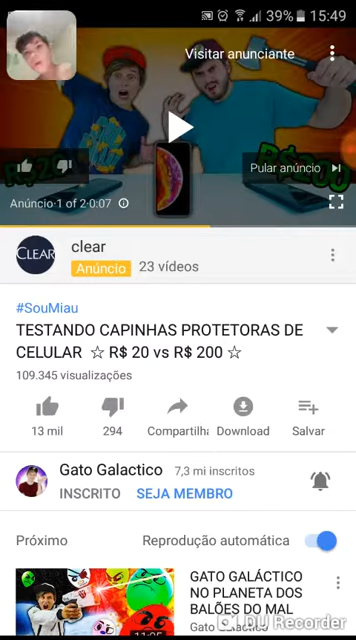 39% 15:49
Visitar anunciante
Pular anúncio
Anúncio·1 of 2·0:07
CLEAR
clear
Anúncio 23 vídeos
#SouMiau
TESTANDO CAPINHAS PROTETORAS DE
CELULAR ☆ R$ 20 vs R$ 200 ☆
109.345 visualizações
13 mil 294 Compartilha Download Salvar
Gato Galactico 7,3 mi inscritos
INSCRITO SEJA MEMBRO
Próximo Reprodução automática
GATO GALÁCTICO
NO PLANETA DOS
BALÕES DO MAL
Gato
DU Recorder